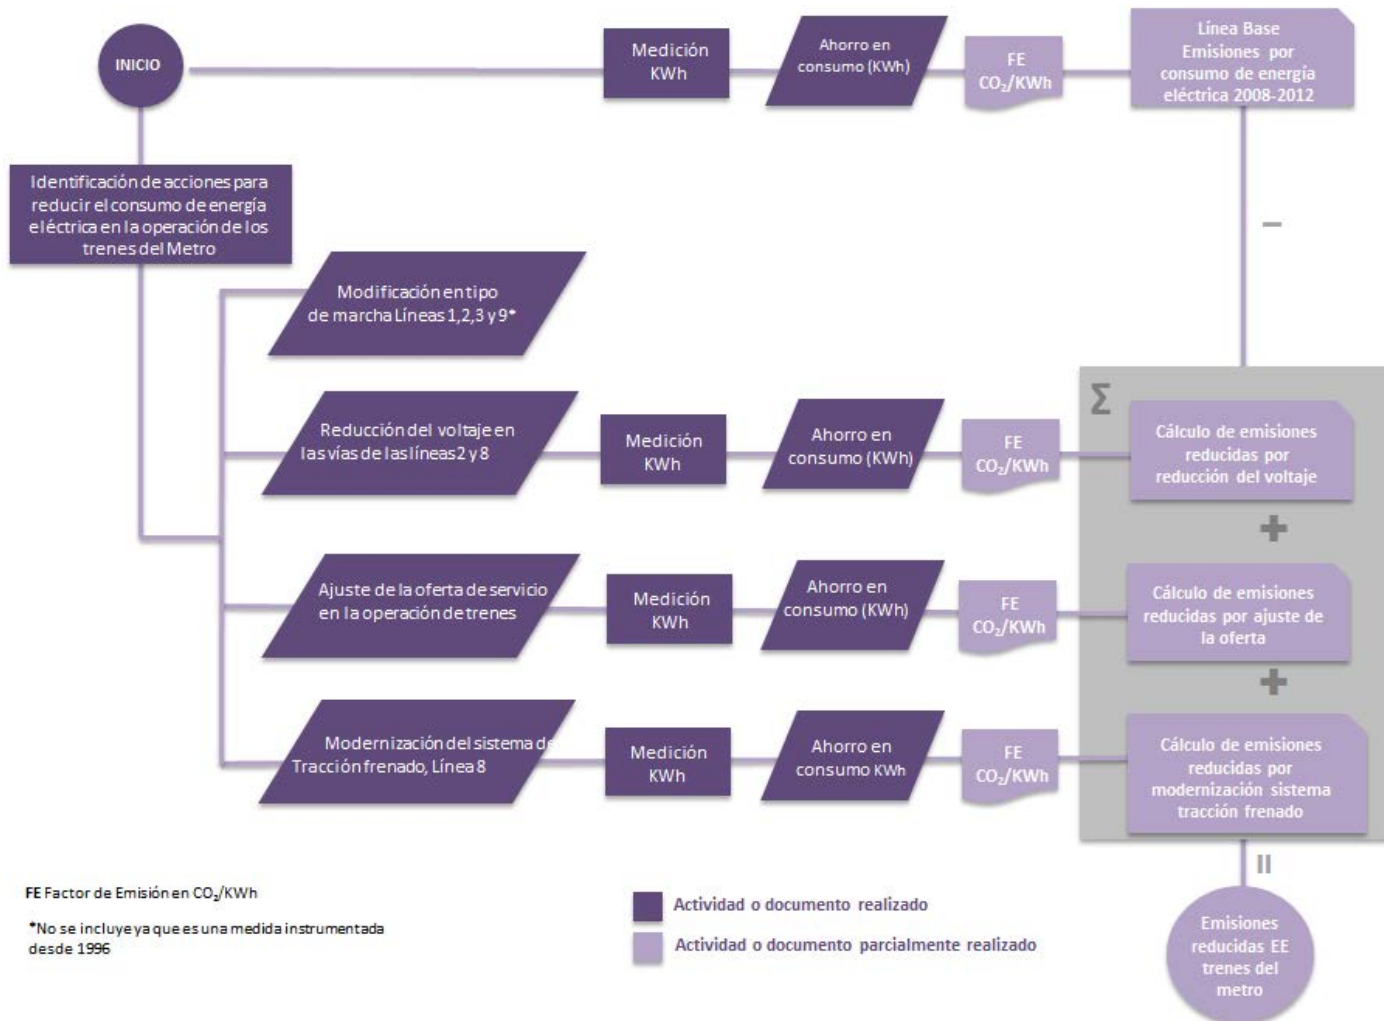 INICIO
Medición
KWh
Ahorro en
consumo (KWh)
FE
CO₂/KWh
Línea Base
Emisiones por
consumo de energía
eléctrica 2008-2012
Identificación de acciones para
reducir el consumo de energía
eléctrica en la operación de los
trenes del Metro
–
Modificación en tipo
de marcha Líneas 1,2,3 y 9*
Σ
Reducción del voltaje en
las vías de las líneas 2 y 8
Medición
KWh
Ahorro en
consumo (KWh)
FE
CO₂/KWh
Cálculo de emisiones
reducidas por
reducción del voltaje
+
Ajuste de la oferta de servicio
en la operación de trenes
Medición
KWh
Ahorro en
consumo (KWh)
FE
CO₂/KWh
Cálculo de emisiones
reducidas por ajuste de
la oferta
+
Modernización del sistema de
Tracción frenado, Línea 8
Medición
KWh
Ahorro en
consumo KWh
FE
CO₂/KWh
Cálculo de emisiones
reducidas por
modernización sistema
tracción frenado
=
FE Factor de Emisión en CO₂/KWh
*No se incluye ya que es una medida instrumentada
desde 1996
Actividad o documento realizado
Actividad o documento parcialmente realizado
Emisiones
reducidas EE
trenes del
metro